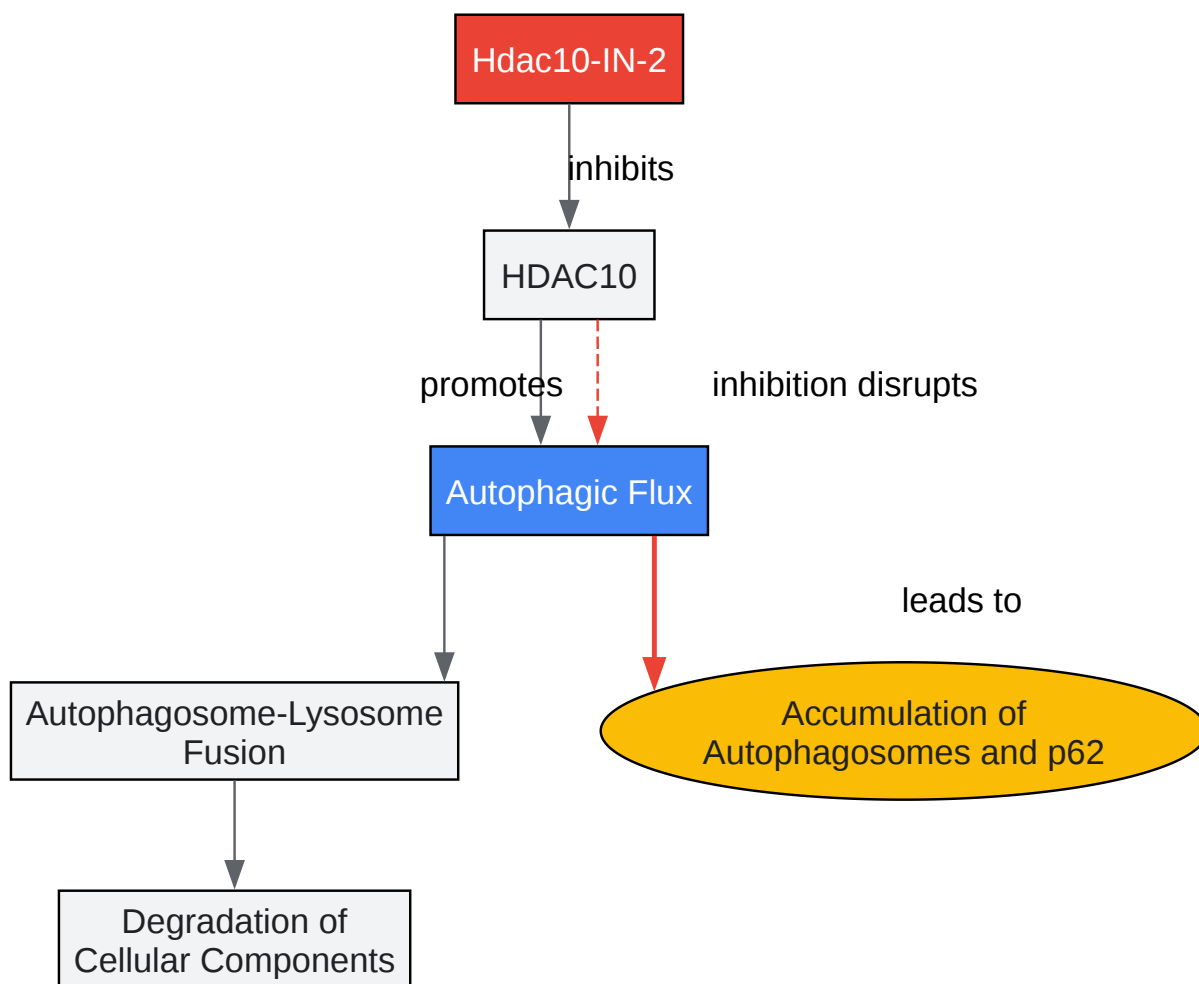 Hdac10-IN-2
inhibits
HDAC10
promotes
inhibition disrupts
Autophagic Flux
leads to
Autophagosome-Lysosome
Fusion
Accumulation of
Autophagosomes and p62
Degradation of
Cellular Components